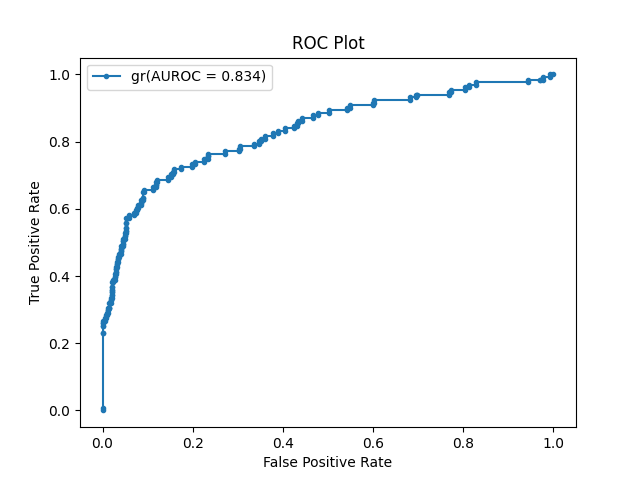 ROC Plot
gr(AUROC = 0.834)
True Positive Rate
1.0
0.8
0.6
0.4
0.2
0.0
0.0 0.2 0.4 0.6 0.8 1.0
False Positive Rate